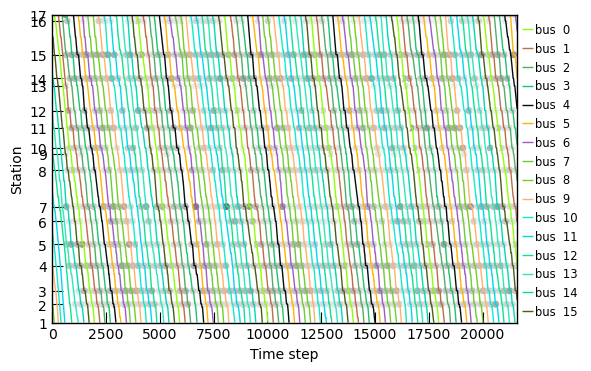 17
16
15
14
13
12
11
10
9
8
7
6
5
4
3
2
1
Station
0 2500 5000 7500 10000 12500 15000 17500 20000
Time step
bus 0
bus 1
bus 2
bus 3
bus 4
bus 5
bus 6
bus 7
bus 8
bus 9
bus 10
bus 11
bus 12
bus 13
bus 14
bus 15